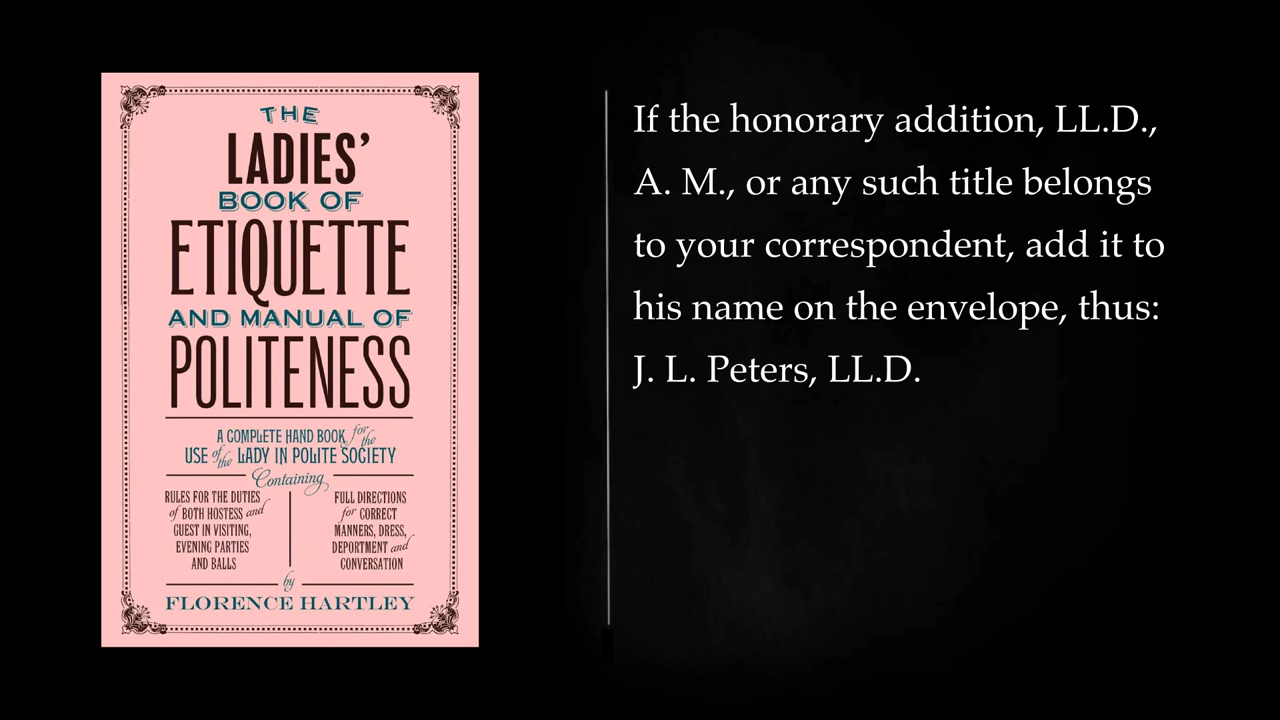 THE
LADIES’
BOOK OF
ETIQUETTE
AND MANUAL OF
POLITENESS
A COMPLETE HAND BOOK for the
USE of the LADY IN POLITE SOCIETY
Containing
RULES FOR THE DUTIES
of BOTH HOSTESS and
GUEST IN VISITING,
EVENING PARTIES
AND BALLS
FULL DIRECTIONS
for CORRECT
MANNERS, DRESS,
DEPORTMENT and
CONVERSATION
by
FLORENCE HARTLEY
If the honorary addition, LL.D.,
A. M., or any such title belongs
to your correspondent, add it to
his name on the envelope, thus:
J. L. Peters, LL.D.